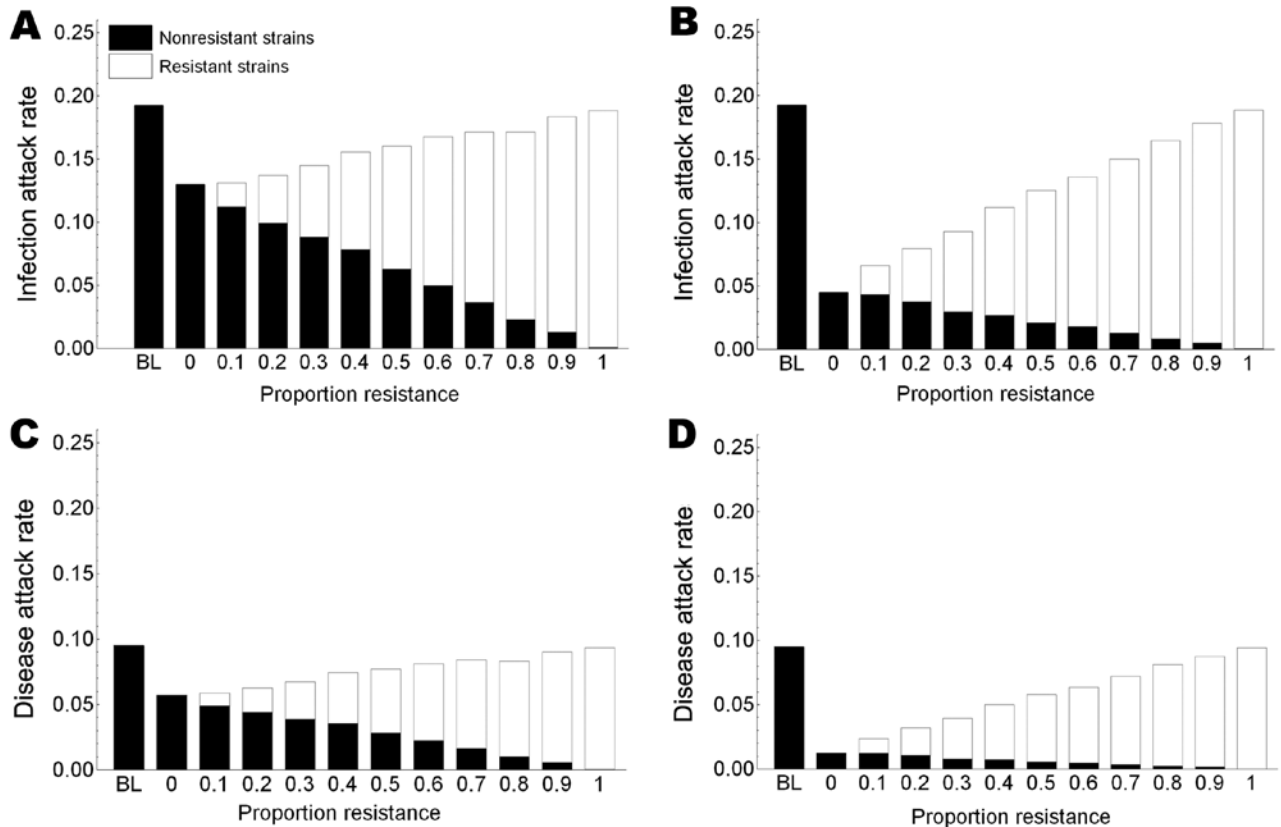 A
0.25
0.20
0.15
0.10
0.05
0.00
Infection attack rate
Nonresistant strains
Resistant strains
BL 0 0.1 0.2 0.3 0.4 0.5 0.6 0.7 0.8 0.9 1
Proportion resistance
B
0.25
0.20
0.15
0.10
0.05
0.00
Infection attack rate
BL 0 0.1 0.2 0.3 0.4 0.5 0.6 0.7 0.8 0.9 1
Proportion resistance
C
0.25
0.20
0.15
0.10
0.05
0.00
Disease attack rate
BL 0 0.1 0.2 0.3 0.4 0.5 0.6 0.7 0.8 0.9 1
Proportion resistance
D
0.25
0.20
0.15
0.10
0.05
0.00
Disease attack rate
BL 0 0.1 0.2 0.3 0.4 0.5 0.6 0.7 0.8 0.9 1
Proportion resistance